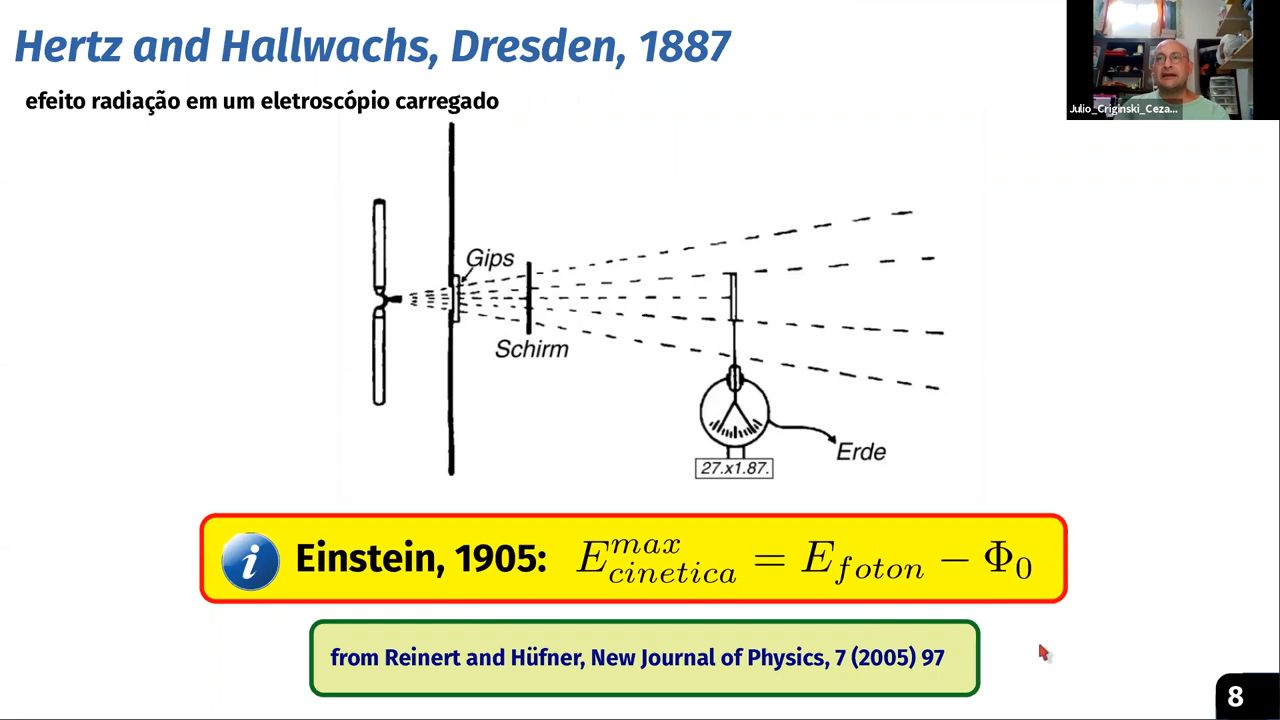 Hertz and Hallwachs, Dresden, 1887
efeito radiação em um eletroscópio carregado
Julio_Criginski_Ceza...
Gips
Schirm
Erde
27.x1.87.
i Einstein, 1905: E_{cinetica}^{max} = E_{foton} − Φ_0
from Reinert and Hüfner, New Journal of Physics, 7 (2005) 97
8